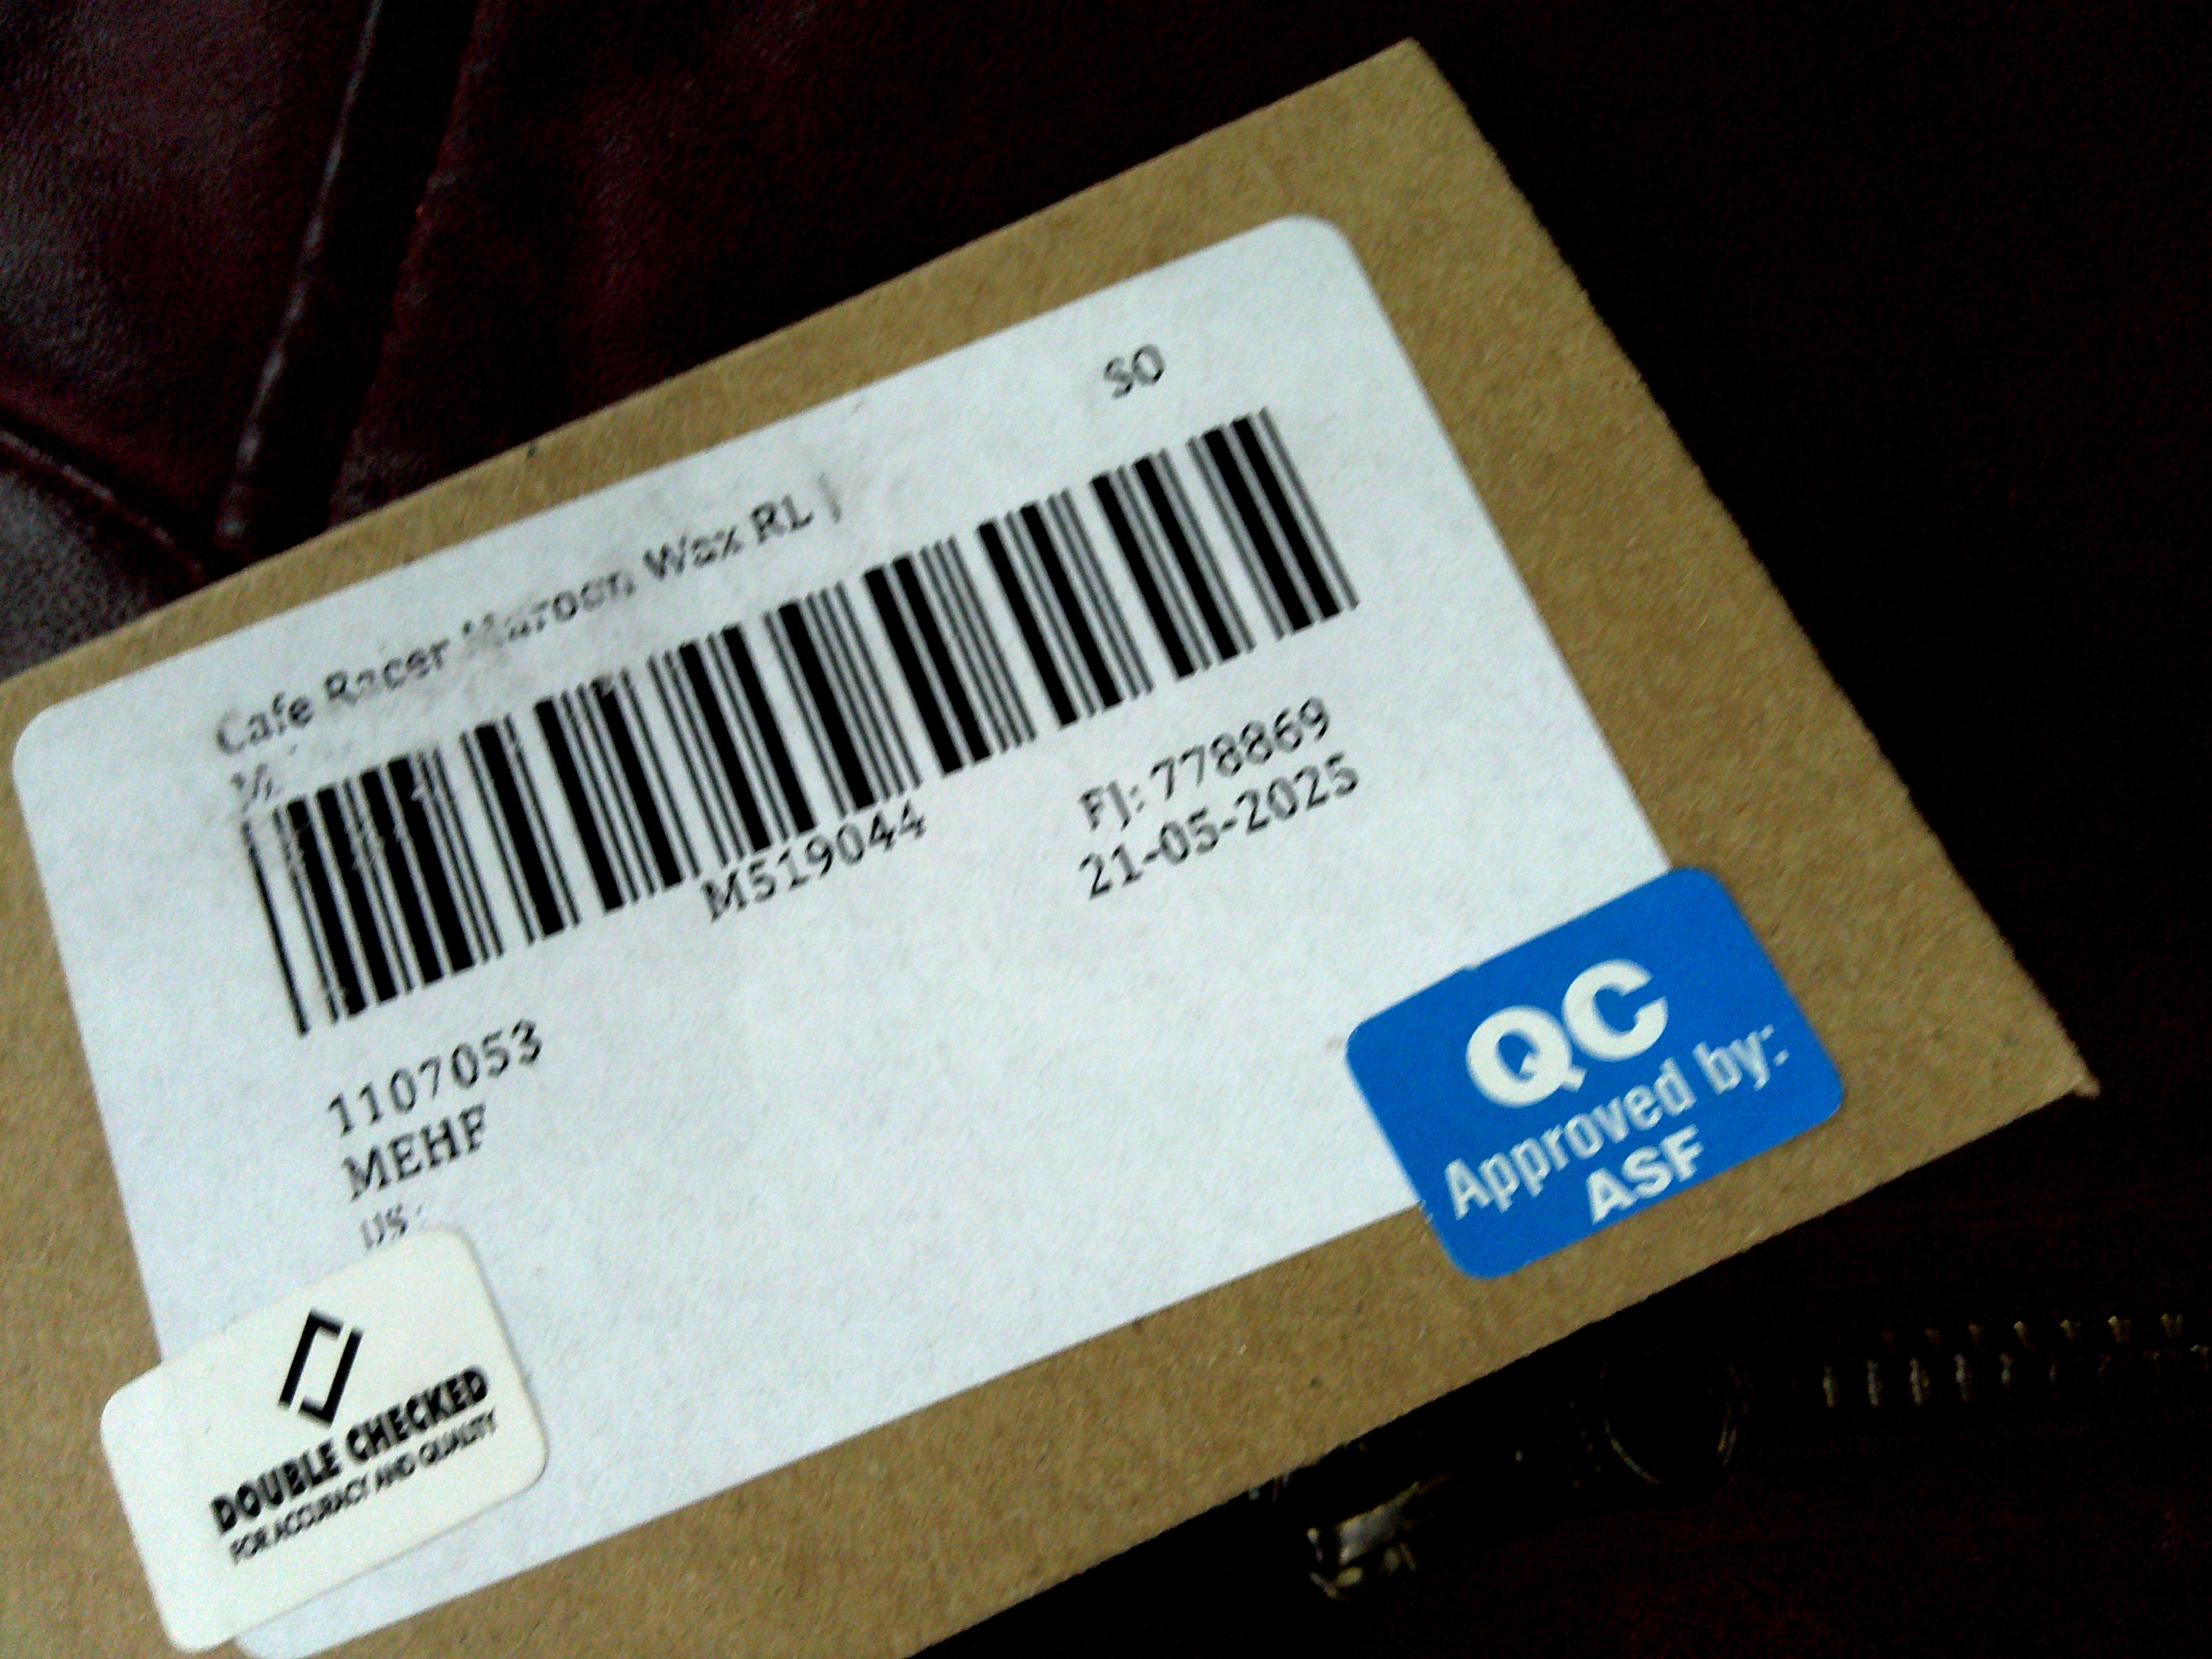 SO
Cafe Racer Maroon Wax RL |
M
M519044
FJ: 778869
21-05-2025
1107053
MEHF
US
QC
Approved by:
ASF
DOUBLE CHECKED
FOR ACCURACY AND QUALITY